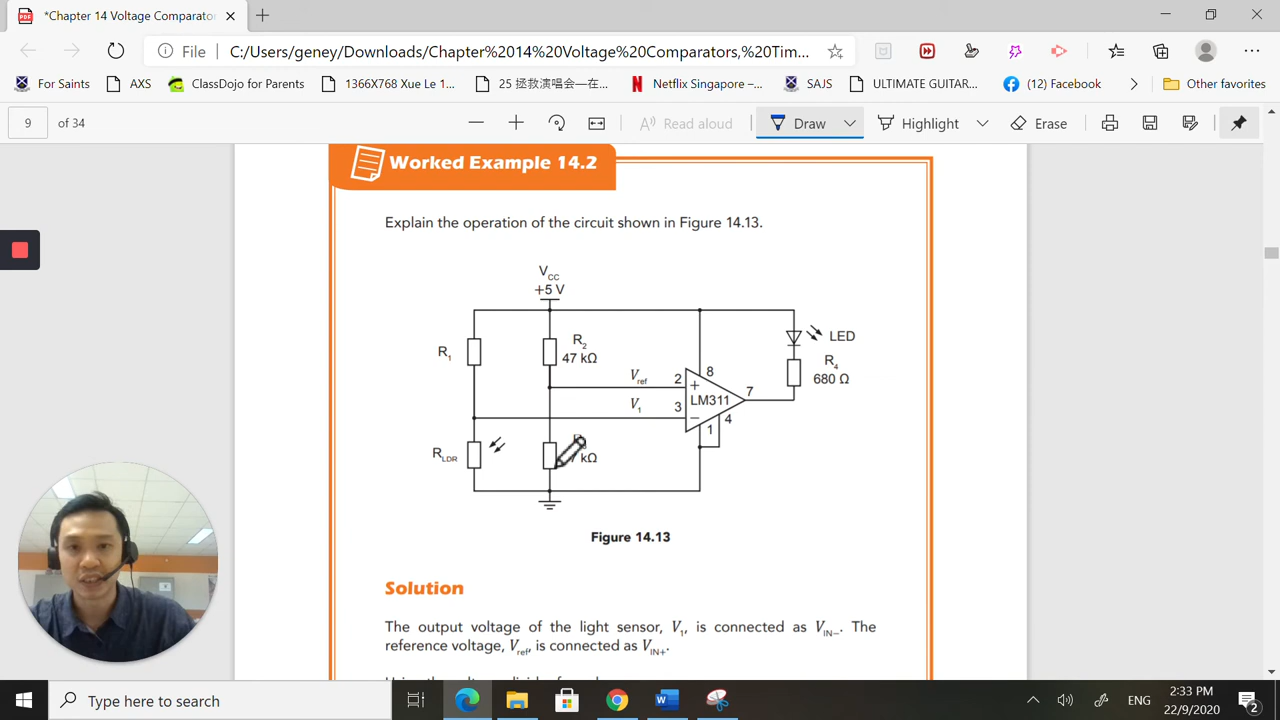 *Chapter 14 Voltage Comparato
File
C:/Users/geney/Downloads/Chapter%2014%20Voltage%20Comparators,%20Tim...
For Saints
AXS
ClassDojo for Parents
1366X768 Xue Le 1...
25 拯救演唱会—在...
Netflix Singapore –...
SAJS
ULTIMATE GUITAR...
(12) Facebook
Other favorites
9 of 34
Read aloud
Draw
Highlight
Erase
Worked Example 14.2
Explain the operation of the circuit shown in Figure 14.13.
VCC
+5 V
R1
R2
47 kΩ
Vref
2
+
8
LM311
7
LED
R4
680 Ω
V1
3
−
1
4
RLDR
kΩ
Figure 14.13
Solution
The output voltage of the light sensor, V1, is connected as VIN−. The
reference voltage, Vref, is connected as VIN+.
Type here to search
ENG
2:33 PM
22/9/2020
2